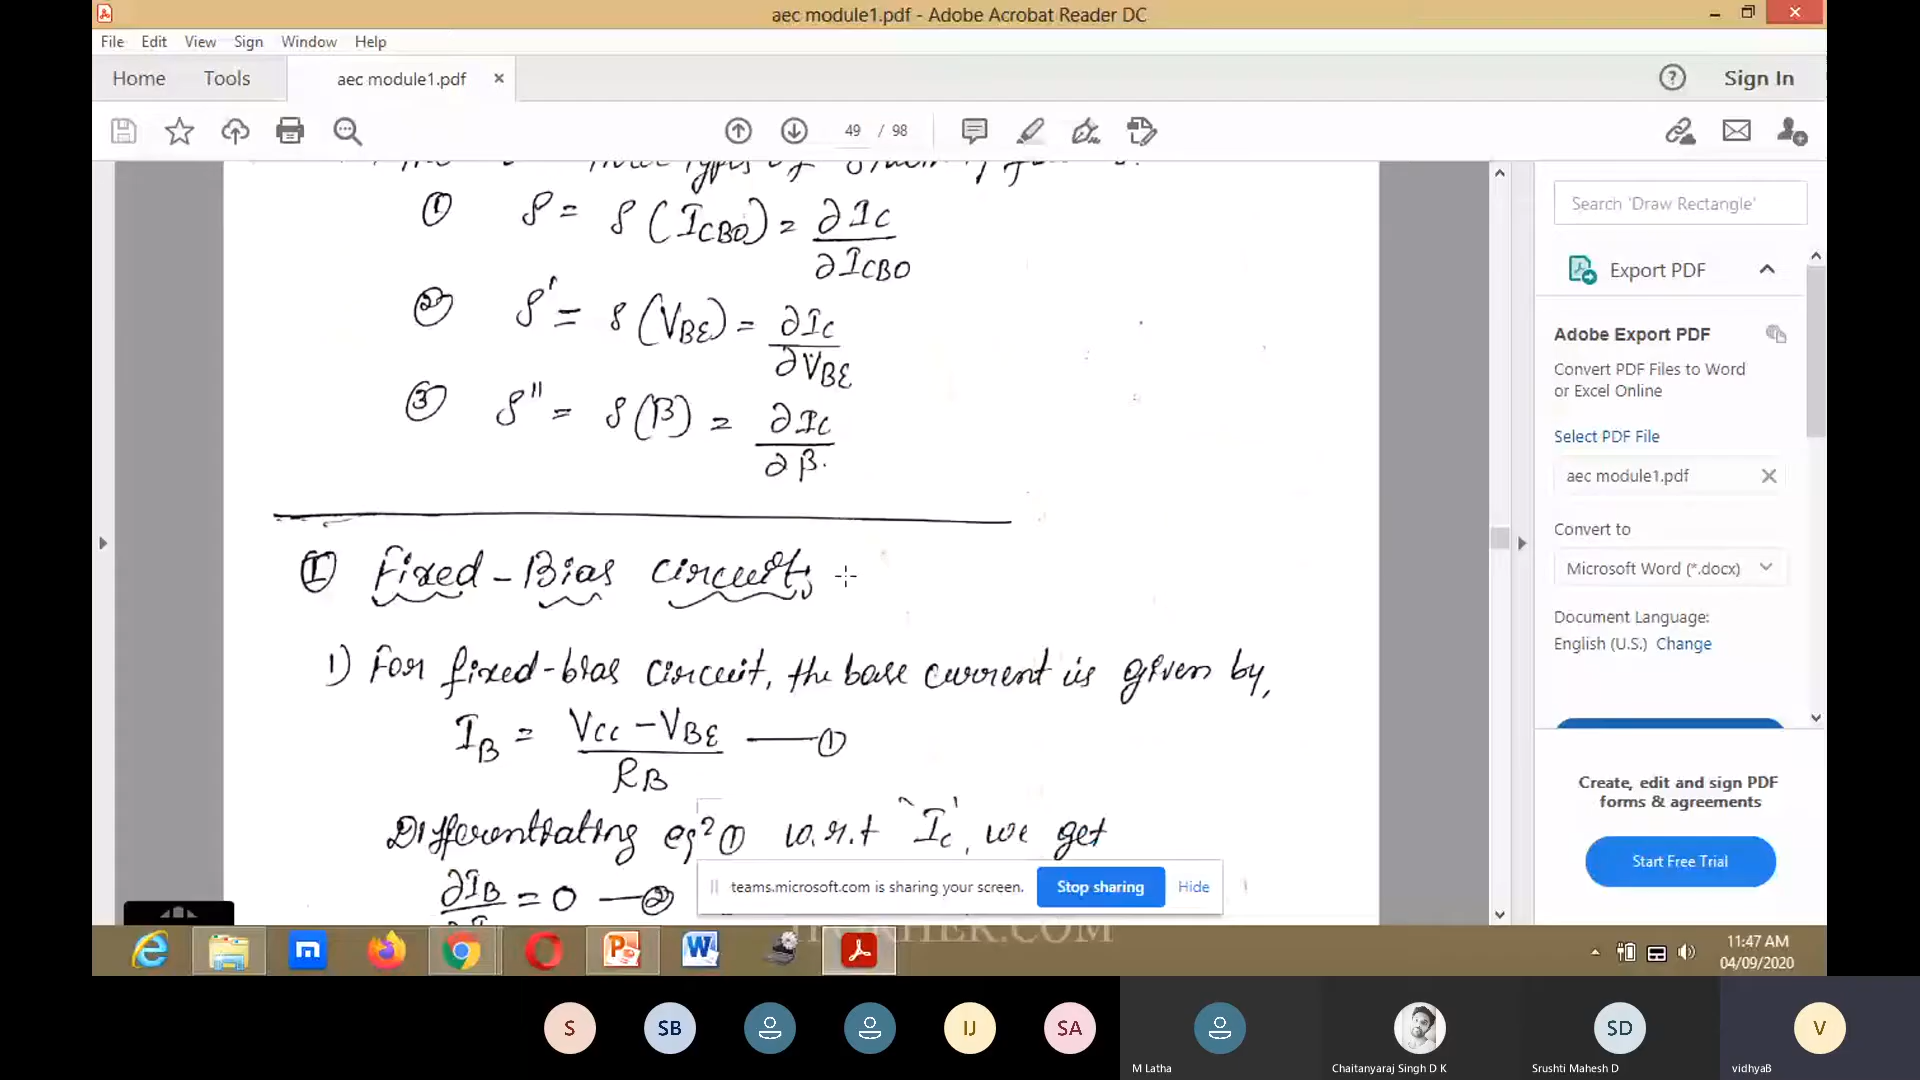 aec module1.pdf - Adobe Acrobat Reader DC
File Edit View Sign Window Help
Home Tools aec module1.pdf × Sign In
49 / 98
① S = S(ICBO) = ∂IC / ∂ICBO
② S' = S(VBE) = ∂IC / ∂VBE
③ S" = S(β) = ∂IC / ∂β.
Ⓘ Fixed-Bias circuit:
1) For fixed-bias circuit, the base current is given by,
IB = VCC - VBE / RB —— ①
Differentiating eqn ① w.r.t 'IC', we get
∂IB = 0 — ②
teams.microsoft.com is sharing your screen. Stop sharing Hide
Search 'Draw Rectangle'
Export PDF
Adobe Export PDF
Convert PDF Files to Word
or Excel Online
Select PDF File
aec module1.pdf
Convert to
Microsoft Word (*.docx)
Document Language:
English (U.S.) Change
Create, edit and sign PDF
forms & agreements
Start Free Trial
11:47 AM
04/09/2020
S SB IJ SA SD V
M Latha Chaitanyaraj Singh D K Srushti Mahesh D vidhyaB